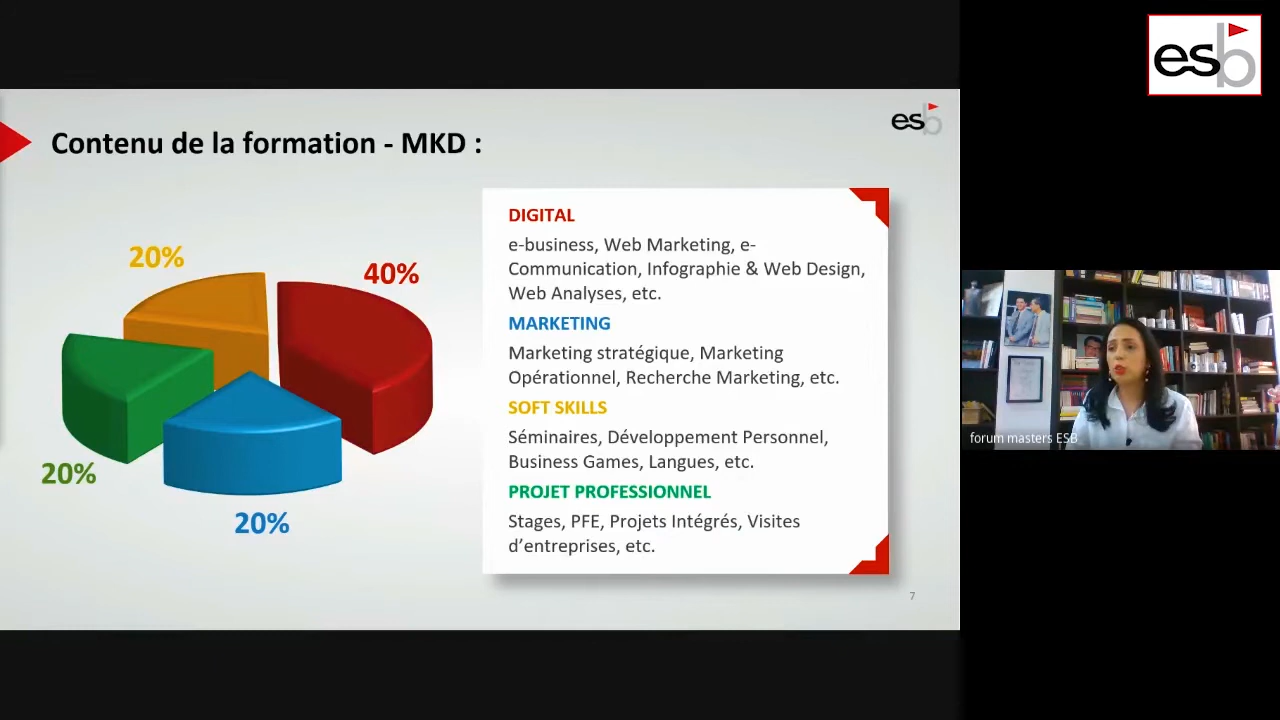 esb
esb
Contenu de la formation - MKD :
20%
40%
20%
20%
DIGITAL
e-business, Web Marketing, e-
Communication, Infographie & Web Design,
Web Analyses, etc.
MARKETING
Marketing stratégique, Marketing
Opérationnel, Recherche Marketing, etc.
SOFT SKILLS
Séminaires, Développement Personnel,
Business Games, Langues, etc.
PROJET PROFESSIONNEL
Stages, PFE, Projets Intégrés, Visites
d’entreprises, etc.
7
forum masters ESB